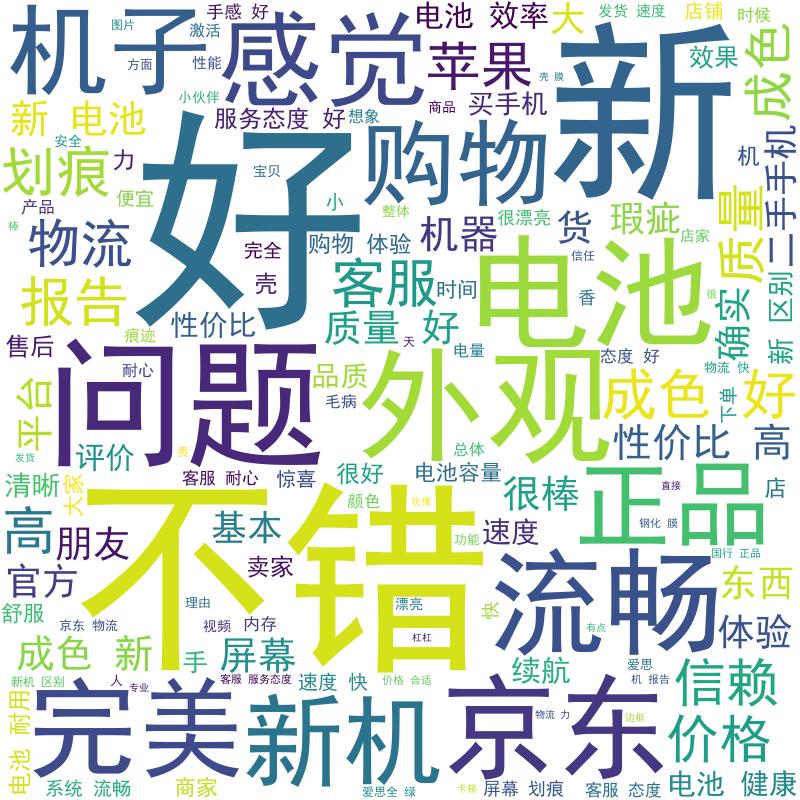 手感 好
电池 效率
大
发货 速度
店铺
时候
机子
图片
激活
感觉
苹果
新
效果
成色
方面
性能
壳 膜
小伙伴
商品
买手机
新 电池
服务态度 好
想象
购物
安全
划痕
力
宝贝
机
二手手机
产品
便宜
好
小
整体
很漂亮
货
瑕疵
质量
棒
物流
完全
购物 体验
机器
店家
信任
电池
报告
壳
客服
时间
香
很
确实
新 区别
性价比
质量 好
售后
痕迹
天
电量
态度 好
问题
耐心
外观
物流 快
平台
品质
毛病
成色 好
下单
评价
贵
总体
性价比 高
发货
清晰
大家
客服 耐心
惊喜
很好
电池容量
很棒
正品
直接
店
不错
颜色
犹豫
高
朋友
基本
速度
钢化 膜
卖家
功能
国行 正品
官方
流畅
东西
舒服
理由
漂亮
快
京东 物流
视频
内存
杠杠
有点
体验
成色 新
手
屏幕
续航
爱思
信赖
新机 区别
人
专业
客服 服务态度
速度 快
价格 合适
机 报告
电池 耐用
完美
新机
京东
物流 力
边框
价格
系统 流畅
商家
爱思全 绿
卡顿
屏幕 划痕
客服 态度
电池 健康